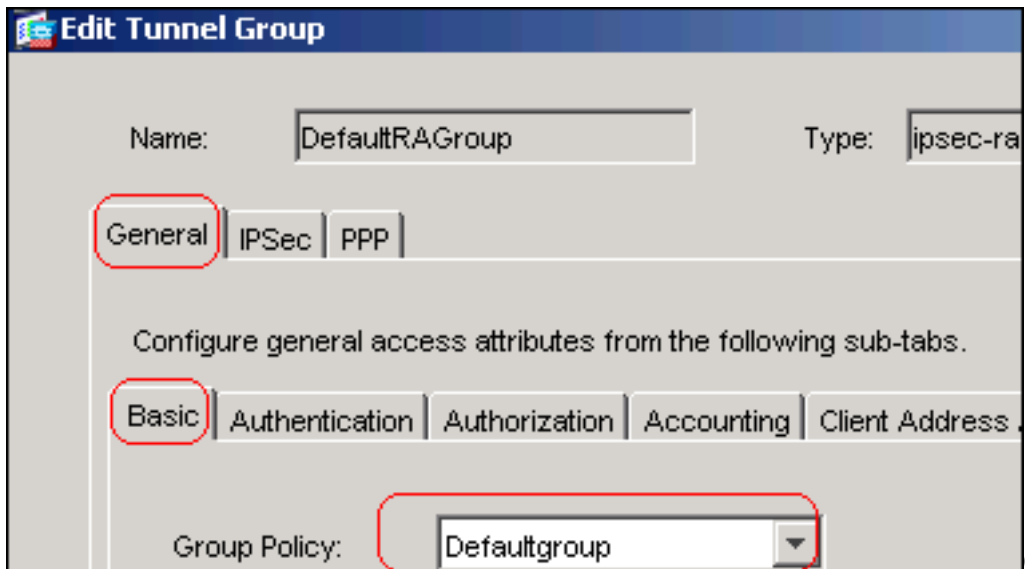 Edit Tunnel Group
Name: DefaultRAGroup Type: ipsec-ra
General IPSec PPP
Configure general access attributes from the following sub-tabs.
Basic Authentication Authorization Accounting Client Address
Group Policy: Defaultgroup